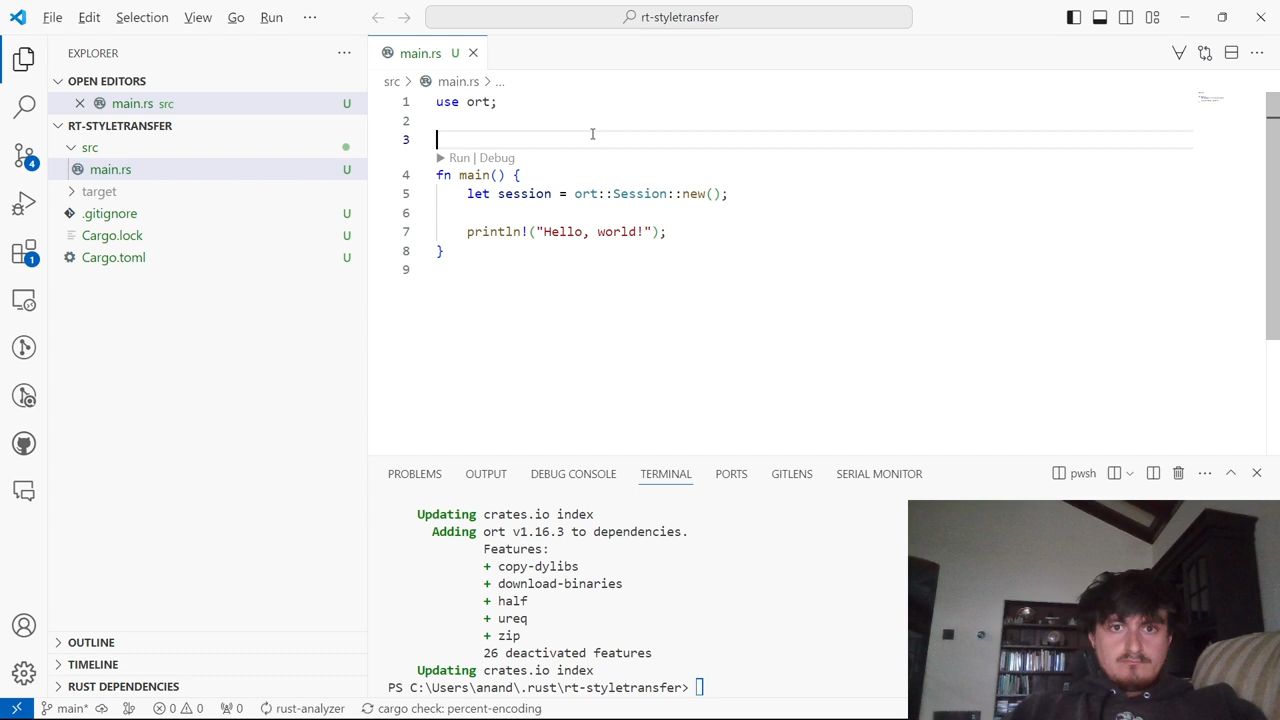 File Edit Selection View Go Run ···
rt-styletransfer
EXPLORER
OPEN EDITORS
main.rs src U
RT-STYLETRANSFER
src
main.rs U
target
.gitignore U
Cargo.lock U
Cargo.toml U
OUTLINE
TIMELINE
RUST DEPENDENCIES
4
1
main.rs U
src > main.rs > ...
1 use ort;
2
3
Run | Debug
4 fn main() {
5 let session = ort::Session::new();
6
7 println!("Hello, world!");
8 }
9
PROBLEMS OUTPUT DEBUG CONSOLE TERMINAL PORTS GITLENS SERIAL MONITOR pwsh
Updating crates.io index
Adding ort v1.16.3 to dependencies.
Features:
+ copy-dylibs
+ download-binaries
+ half
+ ureq
+ zip
26 deactivated features
Updating crates.io index
PS C:\Users\anand\.rust\rt-styletransfer>
main* 0 0 0 rust-analyzer cargo check: percent-encoding